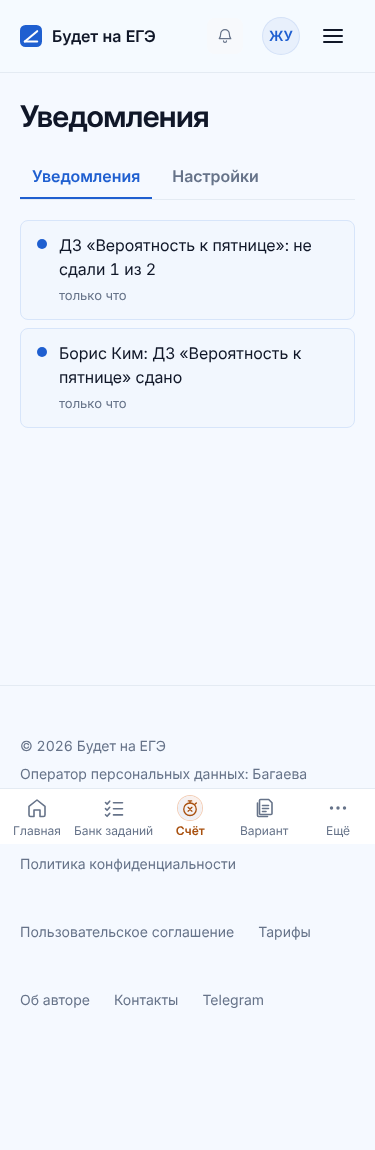 Будет на ЕГЭ
ЖУ
Уведомления
Уведомления
Настройки
ДЗ «Вероятность к пятнице»: не
сдали 1 из 2
только что
Борис Ким: ДЗ «Вероятность к
пятнице» сдано
только что
© 2026 Будет на ЕГЭ
Оператор персональных данных: Багаева
Главная
Банк заданий
Счёт
Вариант
Ещё
Политика конфиденциальности
Пользовательское соглашение
Тарифы
Об авторе
Контакты
Telegram